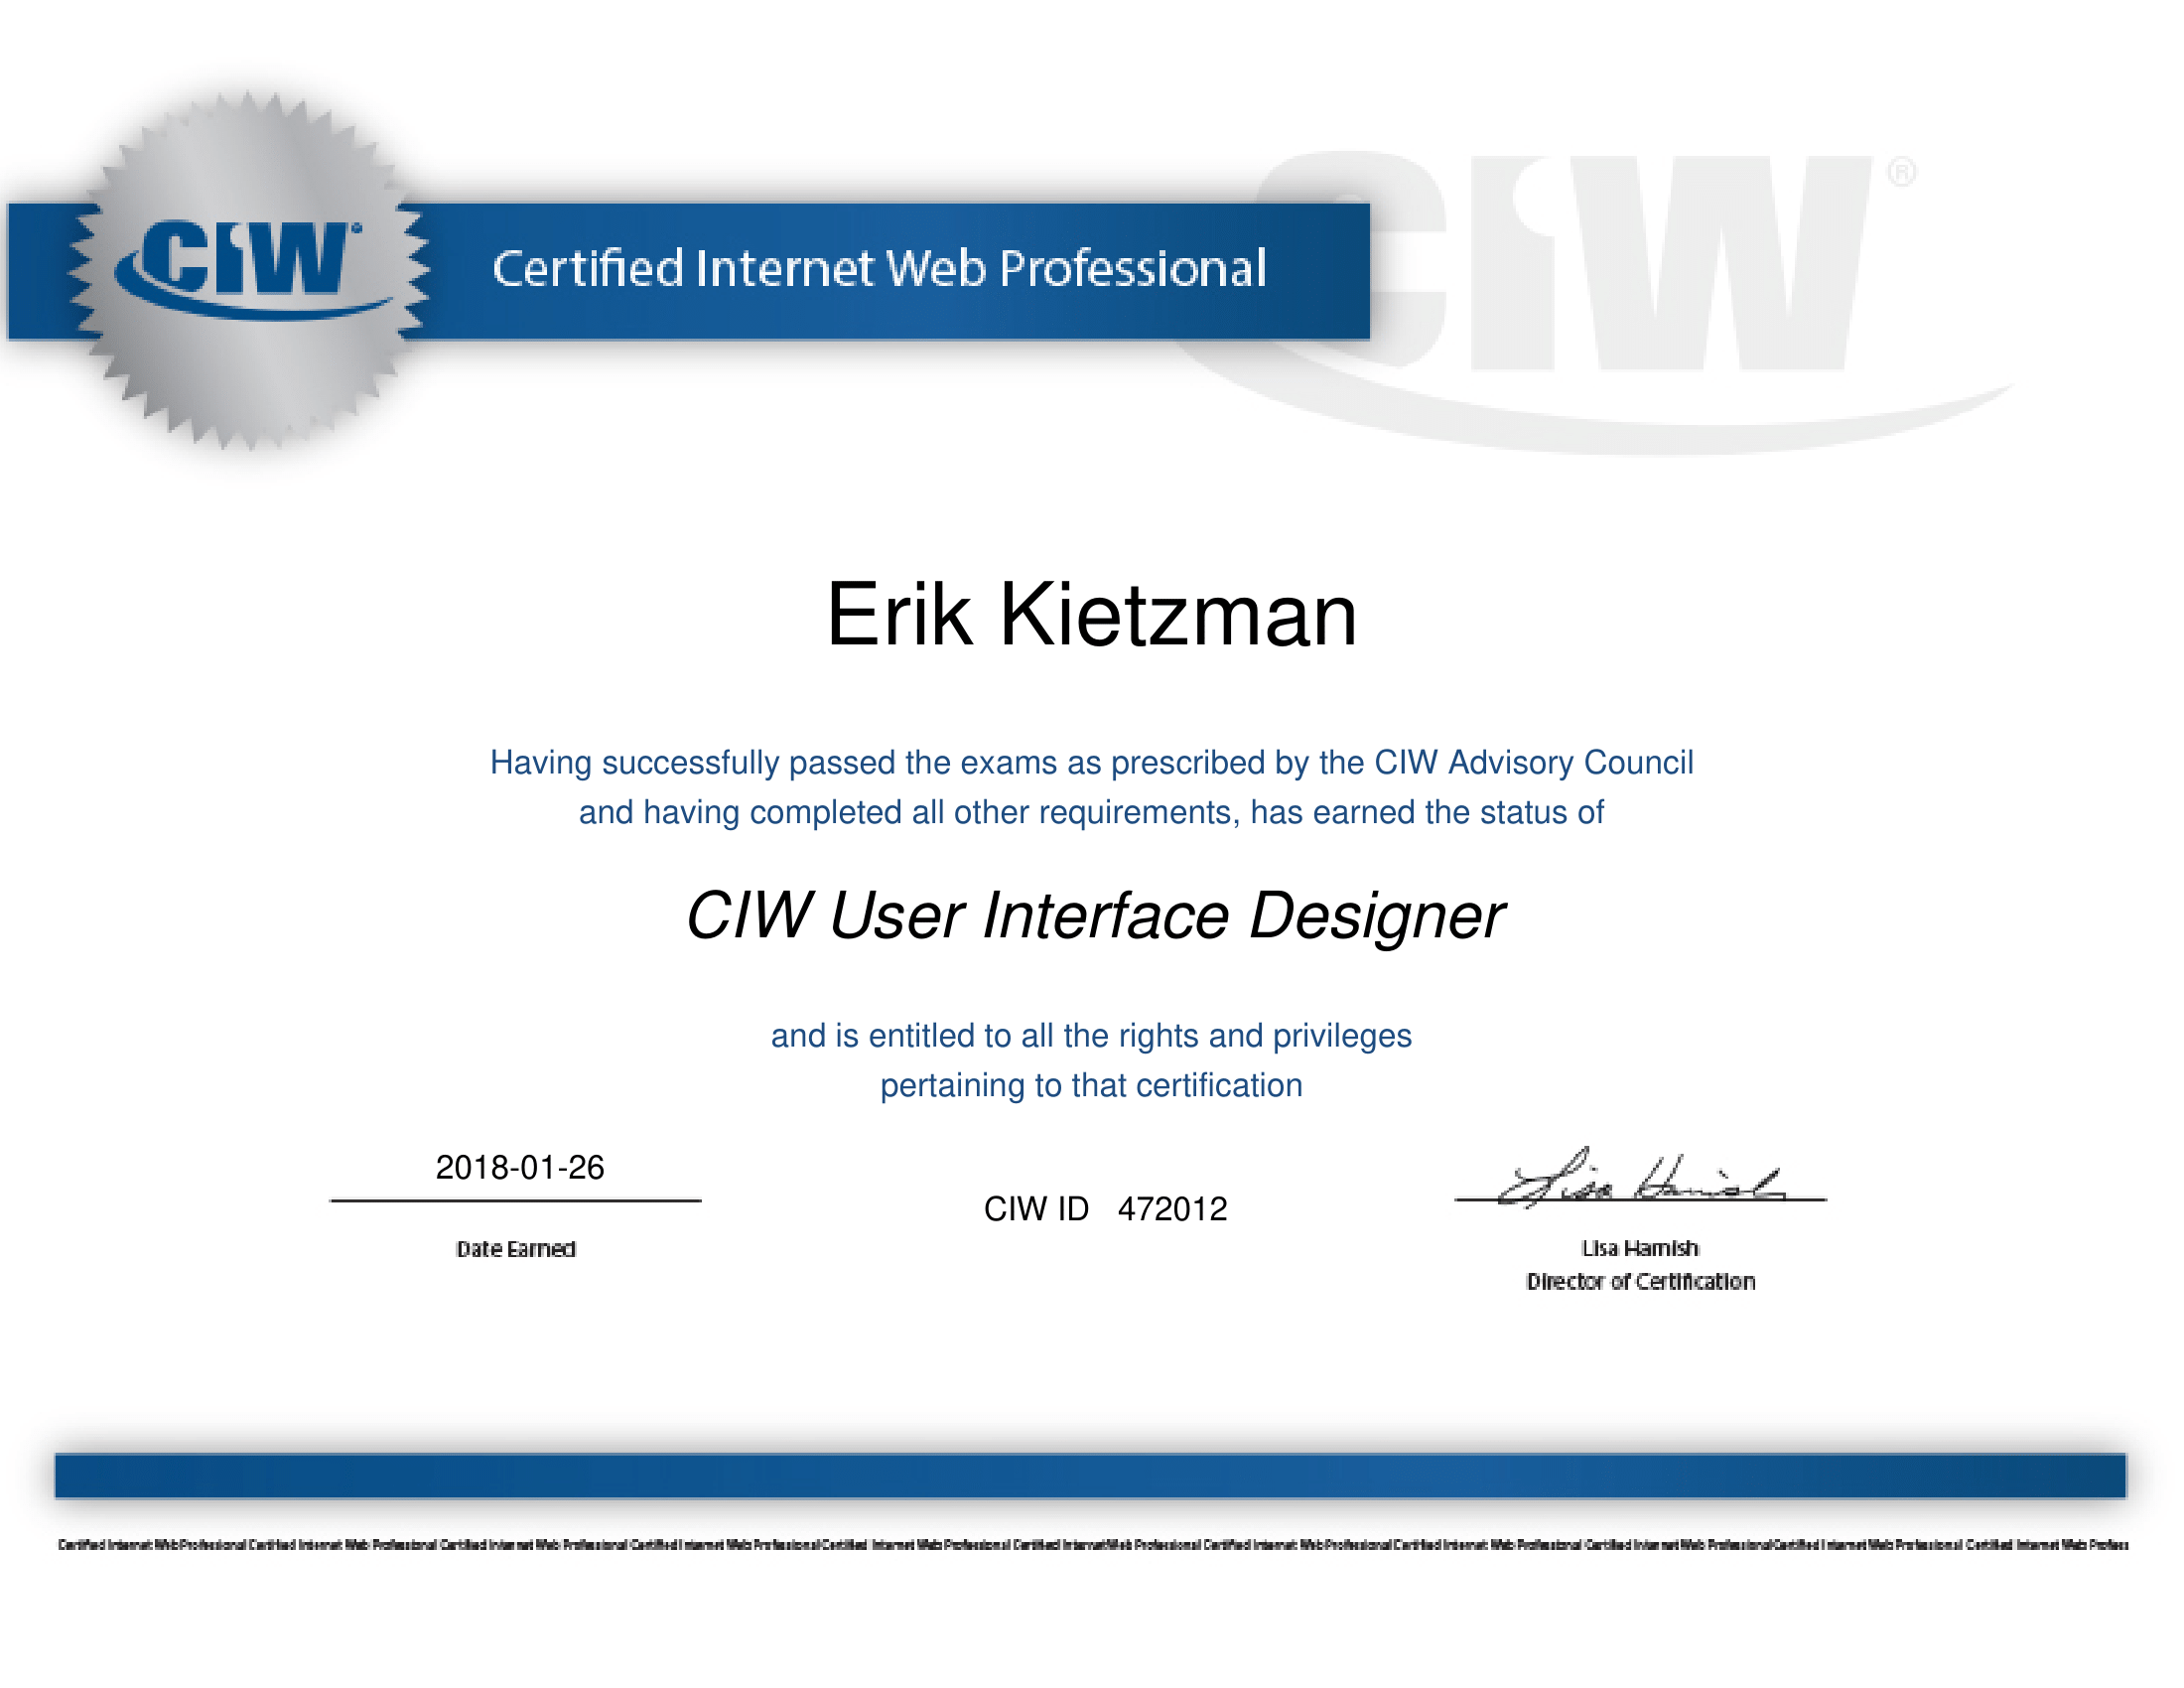 CIW®
CIW
Certified Internet Web Professional
Erik Kietzman
Having successfully passed the exams as prescribed by the CIW Advisory Council
and having completed all other requirements, has earned the status of
CIW User Interface Designer
and is entitled to all the rights and privileges
pertaining to that certification
2018-01-26
Date Earned
CIW ID 472012
Lisa Harnish
Lisa Harnish
Director of Certification
Certified Internet Web Professional Certified Internet Web Professional Certified Internet Web Professional Certified Internet Web Professional Certified Internet Web Professional Certified Internet Web Professional Certified Internet Web Professional Certified Internet Web Professional Certified Internet Web Professional Certified Internet Web Professional Certified Internet Web Profess